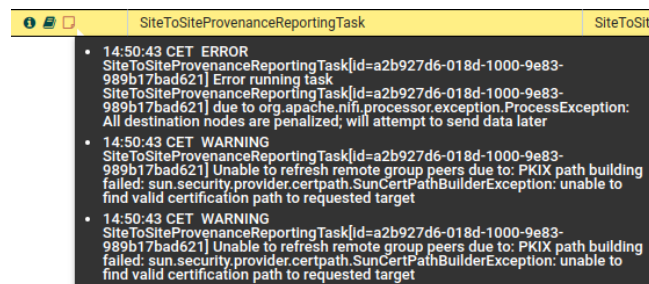 SiteToSiteProvenanceReportingTask SiteToSit
14:50:43 CET ERROR
SiteToSiteProvenanceReportingTask[id=a2b927d6-018d-1000-9e83-
989b17bad621] Error running task
SiteToSiteProvenanceReportingTask[id=a2b927d6-018d-1000-9e83-
989b17bad621] due to org.apache.nifi.processor.exception.ProcessException:
All destination nodes are penalized; will attempt to send data later
14:50:43 CET WARNING
SiteToSiteProvenanceReportingTask[id=a2b927d6-018d-1000-9e83-
989b17bad621] Unable to refresh remote group peers due to: PKIX path building
failed: sun.security.provider.certpath.SunCertPathBuilderException: unable to
find valid certification path to requested target
14:50:43 CET WARNING
SiteToSiteProvenanceReportingTask[id=a2b927d6-018d-1000-9e83-
989b17bad621] Unable to refresh remote group peers due to: PKIX path building
failed: sun.security.provider.certpath.SunCertPathBuilderException: unable to
find valid certification path to requested target